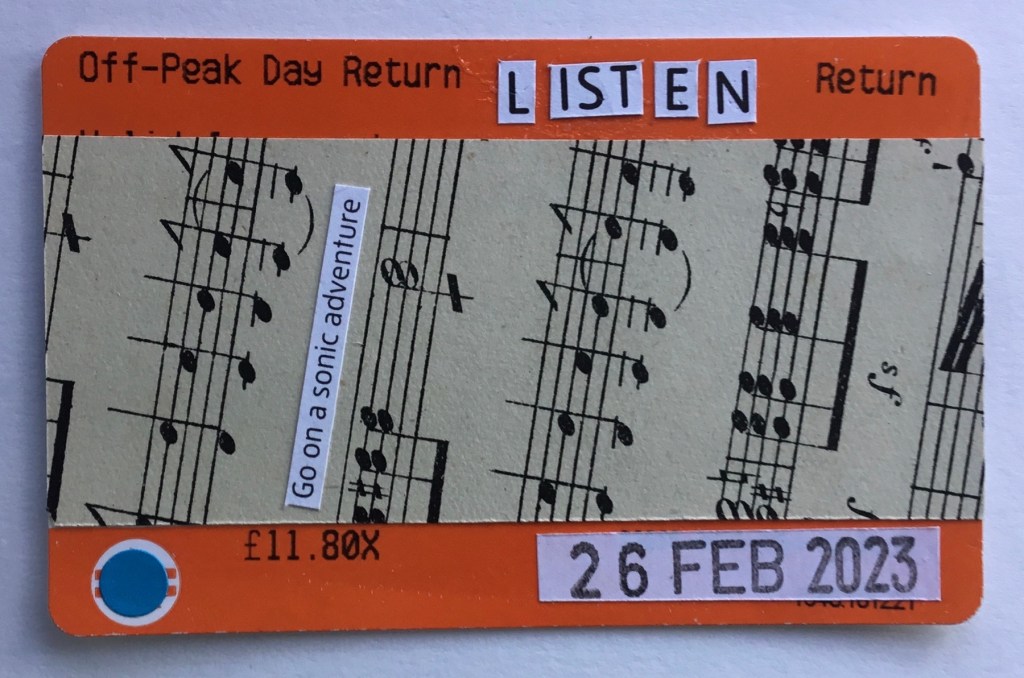 Off-Peak Day Return LISTEN Return
Go on a sonic adventure
£11.80X
26 FEB 2023